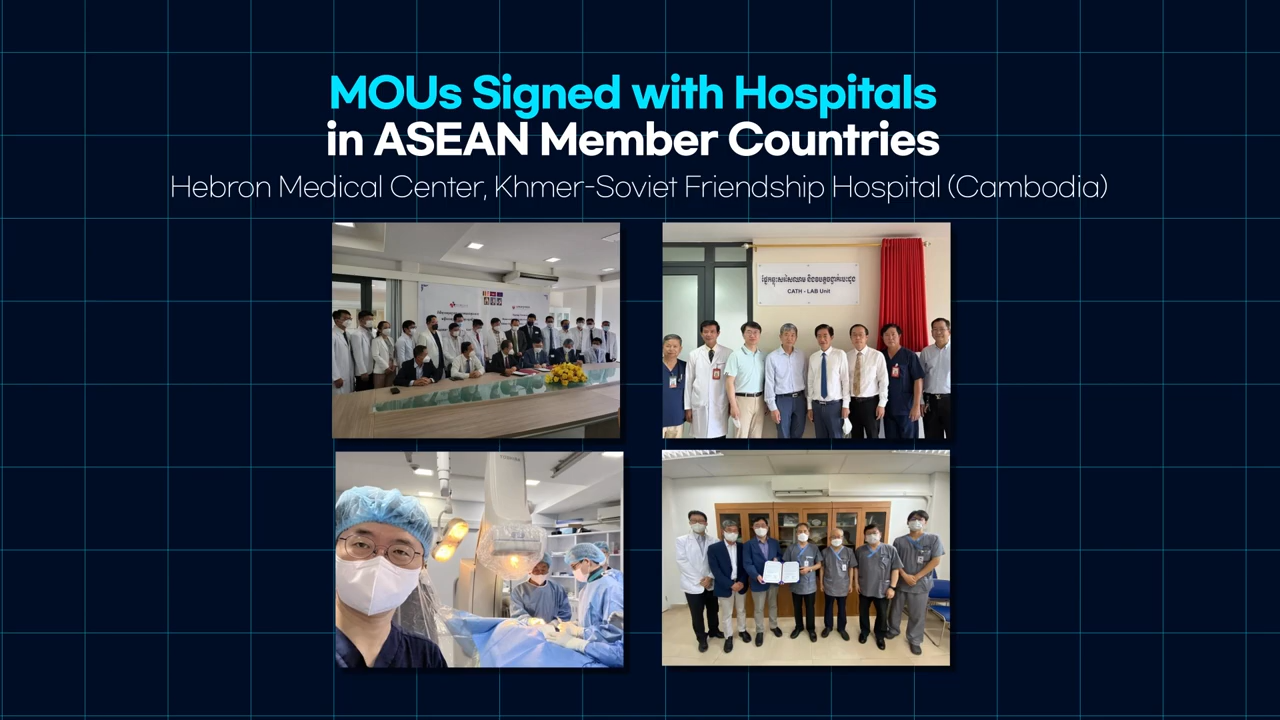 MOUs Signed with Hospitals
in ASEAN Member Countries
Hebron Medical Center, Khmer-Soviet Friendship Hospital (Cambodia)
CATH - LAB Unit
TOSHIBA